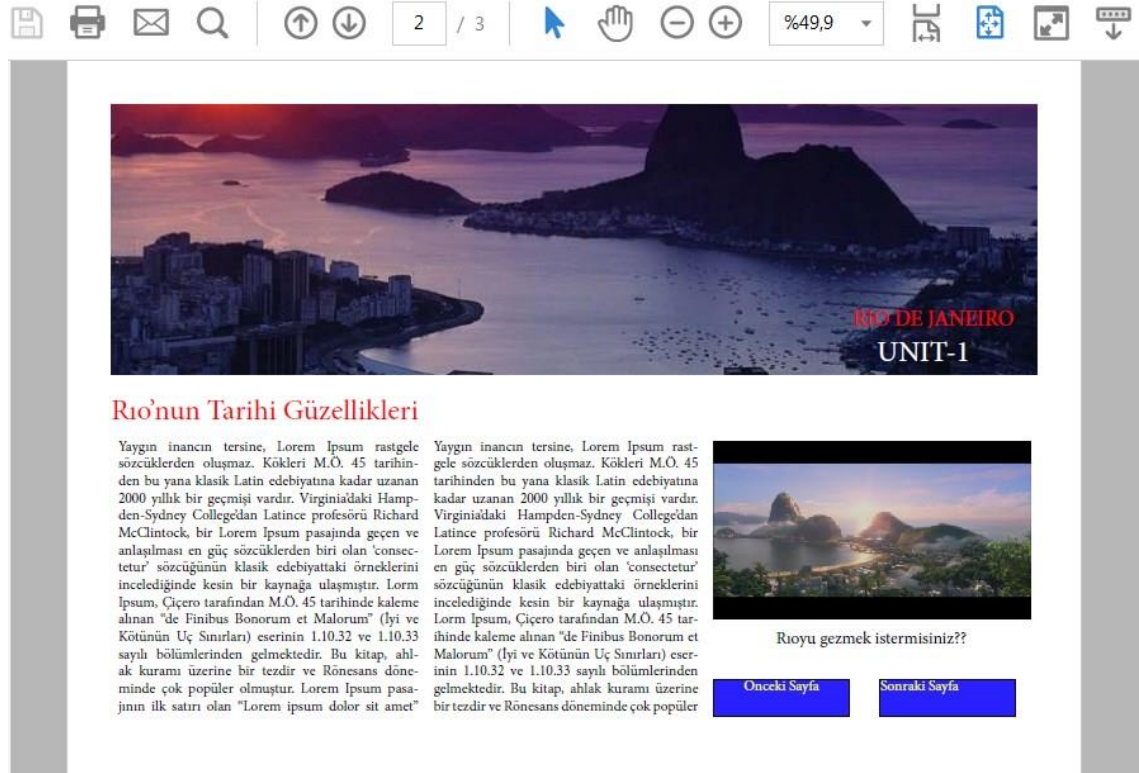 2 / 3
%49,9
RIO DE JANEIRO
UNIT-1
Rıo’nun Tarihi Güzellikleri
Yaygın inancın tersine, Lorem Ipsum rastgele
sözcüklerden oluşmaz. Kökleri M.Ö. 45 tarihin-
den bu yana klasik Latin edebiyatına kadar uzanan
2000 yıllık bir geçmişi vardır. Virginia’daki Hamp-
den-Sydney College’dan Latince profesörü Richard
McClintock, bir Lorem Ipsum pasajında geçen ve
anlaşılması en güç sözcüklerden biri olan ‘consec-
tetur’ sözcüğünün klasik edebiyattaki örneklerini
incelediğinde kesin bir kaynağa ulaşmıştır. Lorm
Ipsum, Çiçero tarafından M.Ö. 45 tarihinde kaleme
alınan “de Finibus Bonorum et Malorum” (İyi ve
Kötünün Uç Sınırları) eserinin 1.10.32 ve 1.10.33
sayılı bölümlerinden gelmektedir. Bu kitap, ahl-
ak kuramı üzerine bir tezdir ve Rönesans döne-
minde çok popüler olmuştur. Lorem Ipsum pasa-
jının ilk satırı olan “Lorem ipsum dolor sit amet”
Yaygın inancın tersine, Lorem Ipsum rast-
gele sözcüklerden oluşmaz. Kökleri M.Ö. 45
tarihinden bu yana klasik Latin edebiyatına
kadar uzanan 2000 yıllık bir geçmişi vardır.
Virginia’daki Hampden-Sydney College’dan
Latince profesörü Richard McClintock, bir
Lorem Ipsum pasajında geçen ve anlaşılması
en güç sözcüklerden biri olan ‘consectetur’
sözcüğünün klasik edebiyattaki örneklerini
incelediğinde kesin bir kaynağa ulaşmıştır.
Lorm Ipsum, Çiçero tarafından M.Ö. 45 tar-
ihinde kaleme alınan “de Finibus Bonorum et
Malorum” (İyi ve Kötünün Uç Sınırları) eser-
inin 1.10.32 ve 1.10.33 sayılı bölümlerinden
gelmektedir. Bu kitap, ahlak kuramı üzerine
bir tezdir ve Rönesans döneminde çok popüler
Rıoyu gezmek istermisiniz??
Onceki Sayfa
Sonraki Sayfa